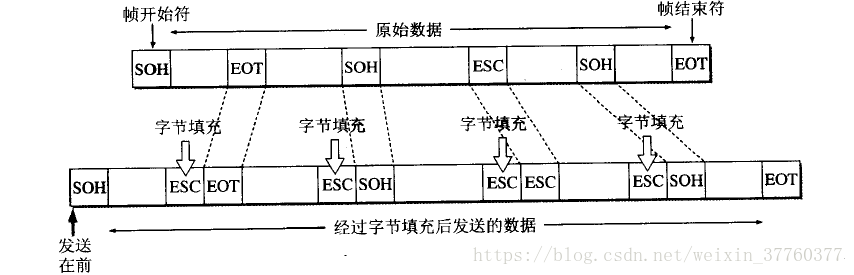 帧开始符
原始数据
帧结束符
SOH EOT SOH ESC SOH EOT
字节填充 字节填充 字节填充 字节填充
SOH ESC EOT ESC SOH ESC ESC ESC SOH EOT
经过字节填充后发送的数据
发送
在前
https://blog.csdn.net/weixin_37760377